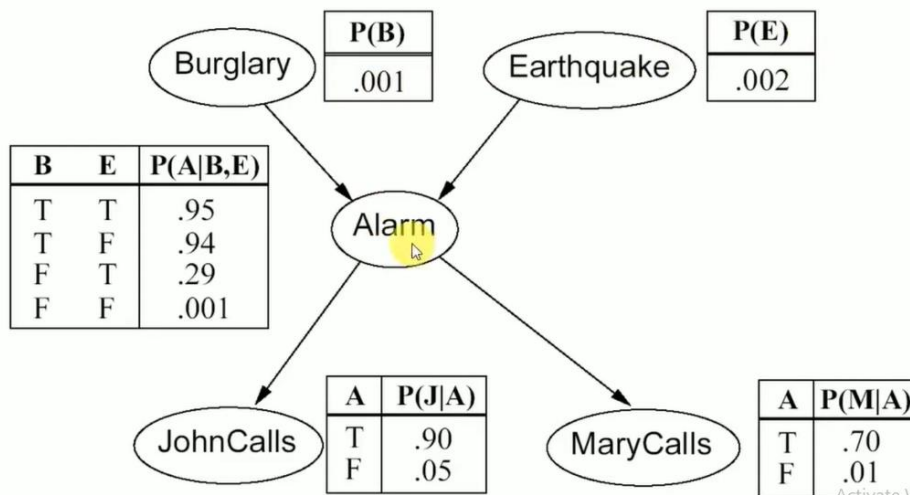 Burglary
P(B)
.001
Earthquake
P(E)
.002
B E P(A|B,E)
T T .95
T F .94
F T .29
F F .001
Alarm
JohnCalls
A P(J|A)
T .90
F .05
MaryCalls
A P(M|A)
T .70
F .01